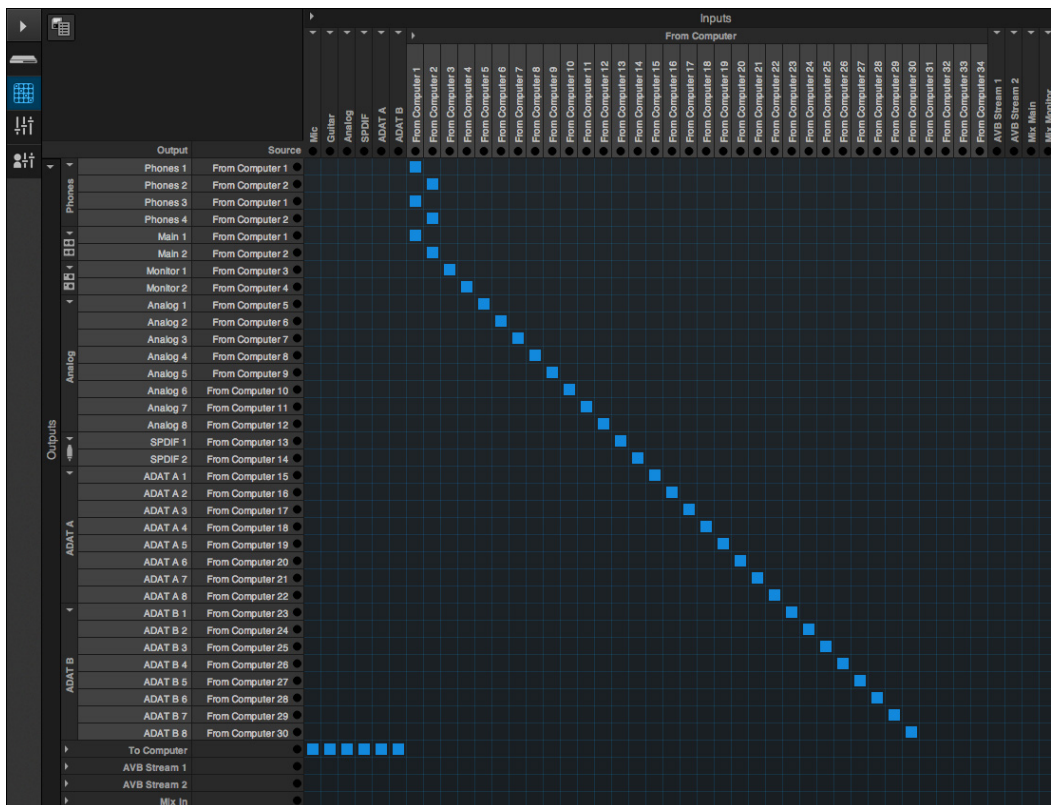 Inputs
From Computer
Mic
Guitar
Analog
SPDIF
ADAT A
ADAT B
From Computer 1
From Computer 2
From Computer 3
From Computer 4
From Computer 5
From Computer 6
From Computer 7
From Computer 8
From Computer 9
From Computer 10
From Computer 11
From Computer 12
From Computer 13
From Computer 14
From Computer 15
From Computer 16
From Computer 17
From Computer 18
From Computer 19
From Computer 20
From Computer 21
From Computer 22
From Computer 23
From Computer 24
From Computer 25
From Computer 26
From Computer 27
From Computer 28
From Computer 29
From Computer 30
From Computer 31
From Computer 32
From Computer 33
From Computer 34
AVB Stream 1
AVB Stream 2
Mix Main
Mix Monitor
Output Source
Outputs
Phones
Phones 1 From Computer 1
Phones 2 From Computer 2
Phones 3 From Computer 1
Phones 4 From Computer 2
Main 1 From Computer 1
Main 2 From Computer 2
Monitor 1 From Computer 3
Monitor 2 From Computer 4
Analog
Analog 1 From Computer 5
Analog 2 From Computer 6
Analog 3 From Computer 7
Analog 4 From Computer 8
Analog 5 From Computer 9
Analog 6 From Computer 10
Analog 7 From Computer 11
Analog 8 From Computer 12
SPDIF 1 From Computer 13
SPDIF 2 From Computer 14
ADAT A
ADAT A 1 From Computer 15
ADAT A 2 From Computer 16
ADAT A 3 From Computer 17
ADAT A 4 From Computer 18
ADAT A 5 From Computer 19
ADAT A 6 From Computer 20
ADAT A 7 From Computer 21
ADAT A 8 From Computer 22
ADAT B
ADAT B 1 From Computer 23
ADAT B 2 From Computer 24
ADAT B 3 From Computer 25
ADAT B 4 From Computer 26
ADAT B 5 From Computer 27
ADAT B 6 From Computer 28
ADAT B 7 From Computer 29
ADAT B 8 From Computer 30
To Computer
AVB Stream 1
AVB Stream 2
Mix In